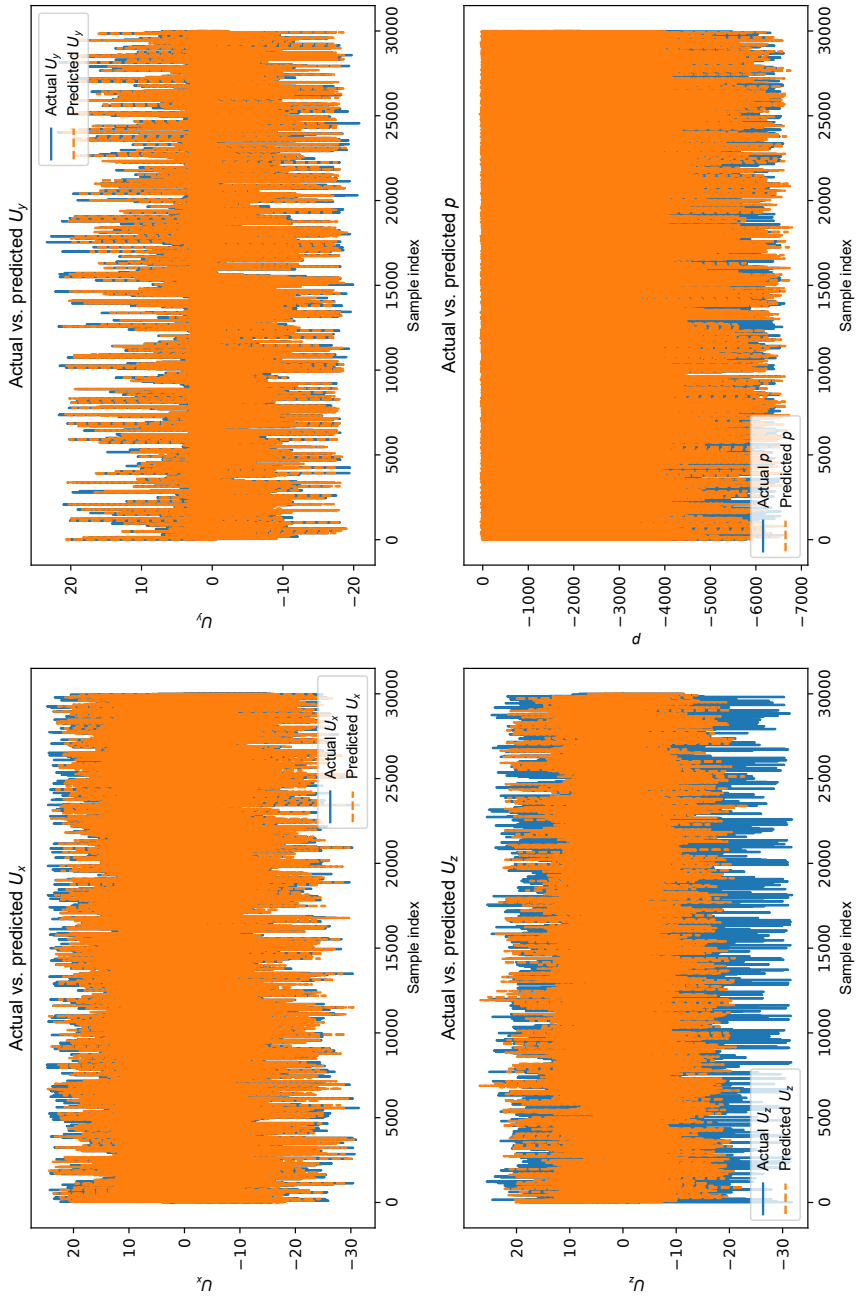 Actual vs. predicted U_x
20
10
0
−10
−20
−30
U_x
Actual U_x
Predicted U_x
0
5000
10000
15000
20000
25000
30000
Sample index
Actual vs. predicted U_y
20
10
0
−10
−20
U_y
Actual U_y
Predicted U_y
0
5000
10000
15000
20000
25000
30000
Sample index
Actual vs. predicted U_z
20
10
0
−10
−20
−30
U_z
Actual U_z
Predicted U_z
0
5000
10000
15000
20000
25000
30000
Sample index
Actual vs. predicted p
0
−1000
−2000
−3000
−4000
−5000
−6000
−7000
p
Actual p
Predicted p
0
5000
10000
15000
20000
25000
30000
Sample index